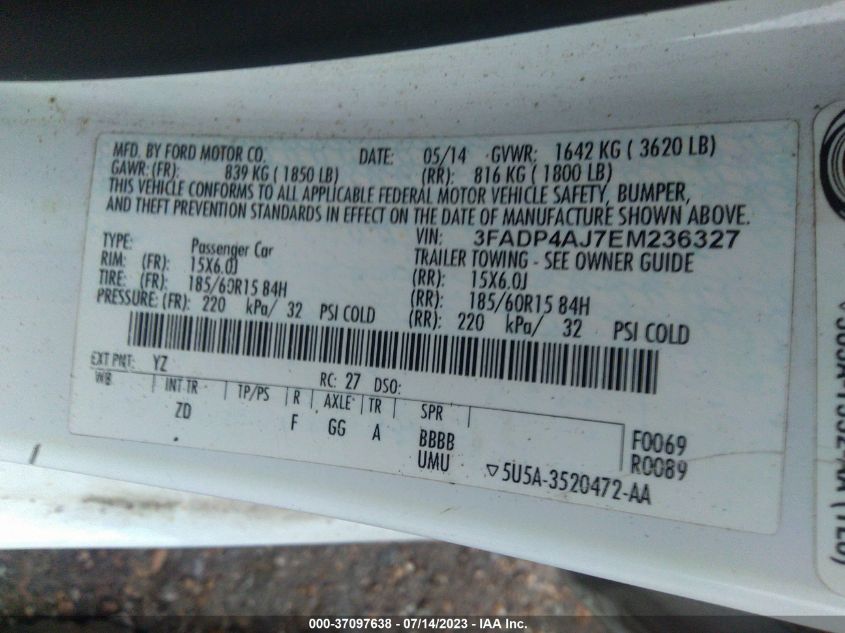 MFD. BY FORD MOTOR CO. DATE: 05/14 GVWR: 1642 KG ( 3620 LB)
GAWR: (FR): 839 KG ( 1850 LB) (RR): 816 KG ( 1800 LB)
THIS VEHICLE CONFORMS TO ALL APPLICABLE FEDERAL MOTOR VEHICLE SAFETY, BUMPER,
AND THEFT PREVENTION STANDARDS IN EFFECT ON THE DATE OF MANUFACTURE SHOWN ABOVE.
VIN: 3FADP4AJ7EM236327
TYPE: Passenger Car TRAILER TOWING - SEE OWNER GUIDE
RIM: (FR): 15X6.0J (RR): 15X6.0J
TIRE: (FR): 185/60R15 84H (RR): 185/60R15 84H
PRESSURE: (FR): 220 kPa/ 32 PSI COLD (RR): 220 kPa/ 32 PSI COLD
EXT PNT: YZ RC: 27 DSO:
WB INT TR TP/PS R AXLE TR SPR
ZD F GG A BBBB F0069
UMU R0089
▽5U5A-3520472-AA
000-37097638 - 07/14/2023 - IAA Inc.